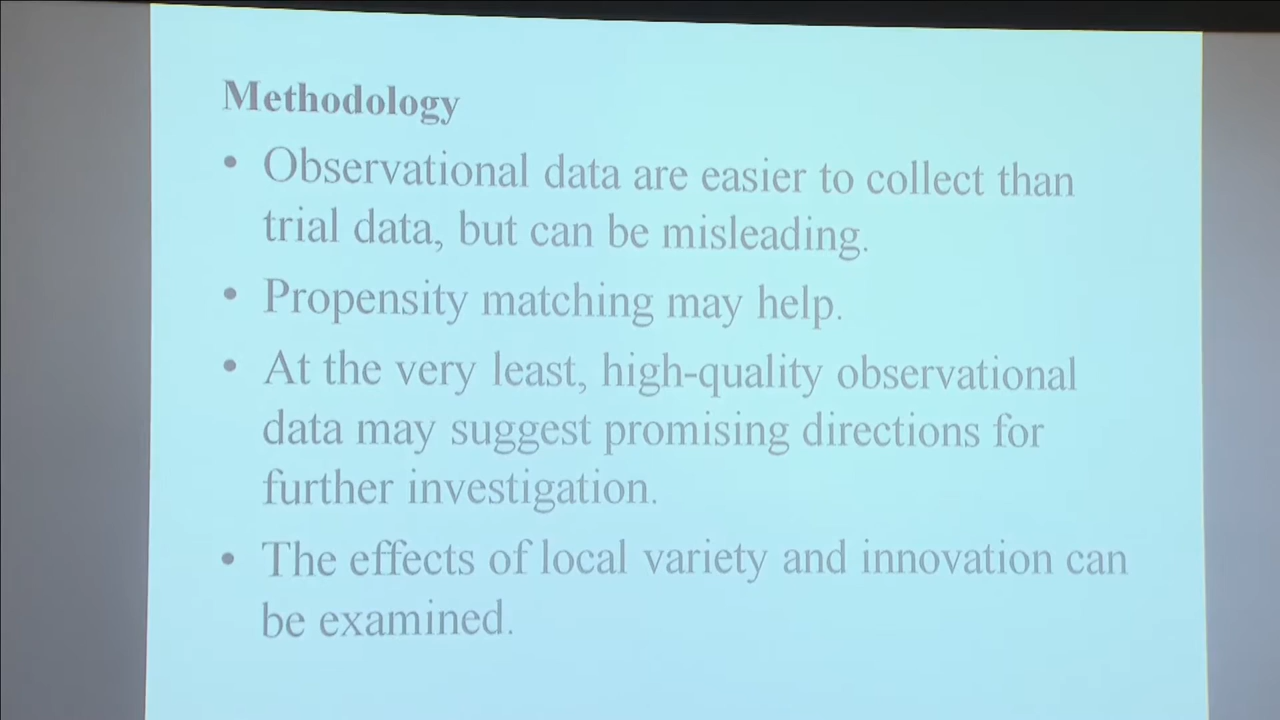 Methodology
• Observational data are easier to collect than
trial data, but can be misleading.
• Propensity matching may help.
• At the very least, high-quality observational
data may suggest promising directions for
further investigation.
• The effects of local variety and innovation can
be examined.